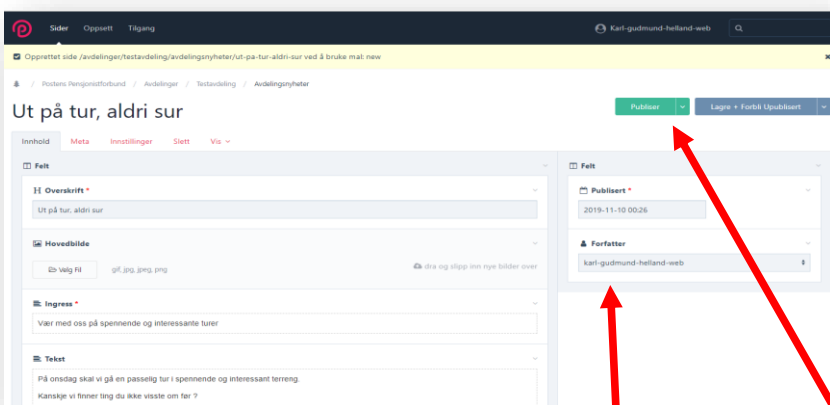 Sider Oppsett Tilgang Karl-gudmund-helland-web
Opprettet side /avdelinger/testavdeling/avdelingsnyheter/ut-pa-tur-aldri-sur ved å bruke mal: new
/ Postens Pensjonistforbund / Avdelinger / Testavdeling / Avdelingsnyheter
Ut på tur, aldri sur
Publiser Lagre + Forbli Upublisert
Innhold Meta Innstillinger Slett Vis
Felt
Overskrift *
Ut på tur, aldri sur
Hovedbilde
Velg Fil gif, jpg, jpeg, png dra og slipp inn nye bilder over
Ingress *
Vær med oss på spennende og interessante turer
Tekst
På onsdag skal vi gå en passelig tur i spennende og interessant terreng.
Kanskje vi finner ting du ikke visste om før ?
Felt
Publisert *
2019-11-10 00:26
Forfatter
karl-gudmund-helland-web